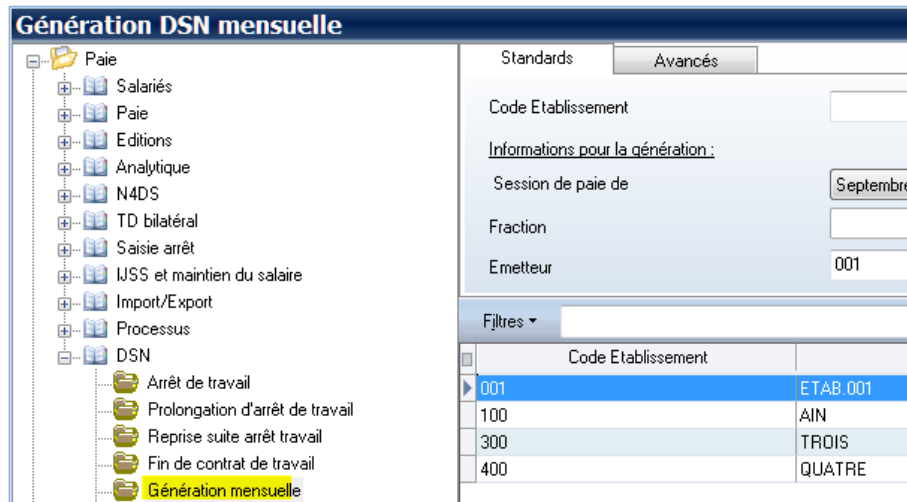 Génération DSN mensuelle
Paie
Salariés
Paie
Editions
Analytique
N4DS
TD bilatéral
Saisie arrêt
IJSS et maintien du salaire
Import/Export
Processus
DSN
Arrêt de travail
Prolongation d'arrêt de travail
Reprise suite arrêt travail
Fin de contrat de travail
Génération mensuelle
Standards Avancés
Code Etablissement
Informations pour la génération :
Session de paie de Septembre
Fraction
Emetteur 001
Filtres
Code Etablissement
001 ETAB.001
100 AIN
300 TROIS
400 QUATRE